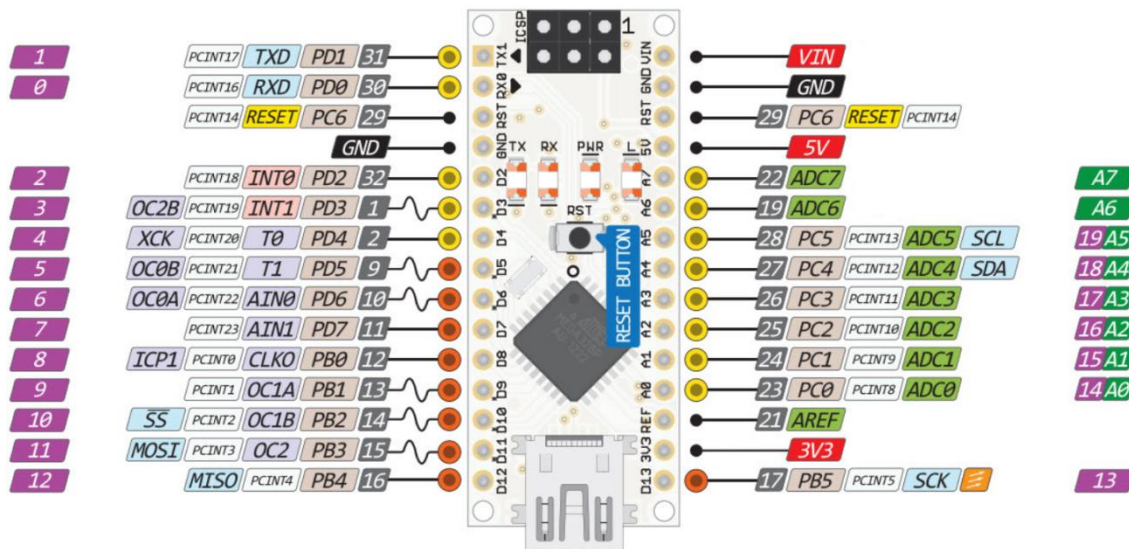 ICSP 1
1 PCINT17 TXD PD1 31 TX1 VIN VIN
0 PCINT16 RXD PD0 30 RX0 GND GND
PCINT14 RESET PC6 29 RST RST 29 PC6 RESET PCINT14
GND GND 5V 5V
TX RX PWR L
2 PCINT18 INT0 PD2 32 D2 A7 22 ADC7 A7
3 OC2B PCINT19 INT1 PD3 1 D3 A6 19 ADC6 A6
RST
4 XCK PCINT20 T0 PD4 2 D4 A5 28 PC5 PCINT13 ADC5 SCL 19 A5
5 OC0B PCINT21 T1 PD5 9 D5 A4 27 PC4 PCINT12 ADC4 SDA 18 A4
RESET BUTTON
6 OC0A PCINT22 AIN0 PD6 10 D6 A3 26 PC3 PCINT11 ADC3 17 A3
7 PCINT23 AIN1 PD7 11 D7 A2 25 PC2 PCINT10 ADC2 16 A2
8 ICP1 PCINT0 CLKO PB0 12 D8 A1 24 PC1 PCINT9 ADC1 15 A1
9 PCINT1 OC1A PB1 13 D9 A0 23 PC0 PCINT8 ADC0 14 A0
10 SS PCINT2 OC1B PB2 14 D10 REF 21 AREF
11 MOSI PCINT3 OC2 PB3 15 D11 3V3 3V3
12 MISO PCINT4 PB4 16 D12 D13 17 PB5 PCINT5 SCK 13